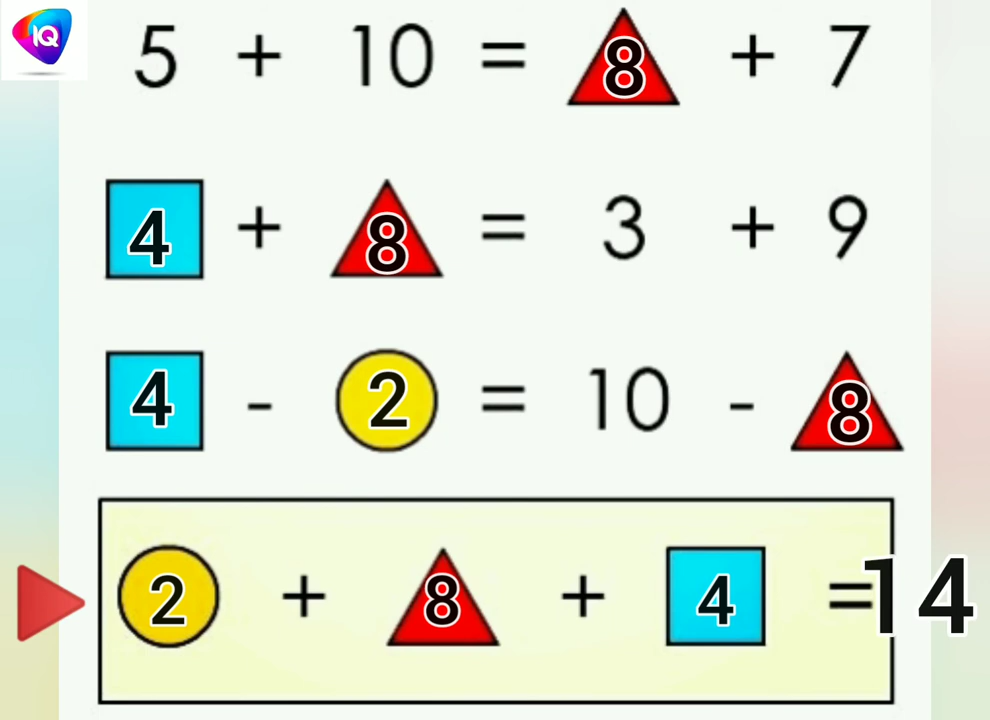 IQ
5 + 10 = 8 + 7
4 + 8 = 3 + 9
4 - 2 = 10 - 8
2 + 8 + 4 = 14